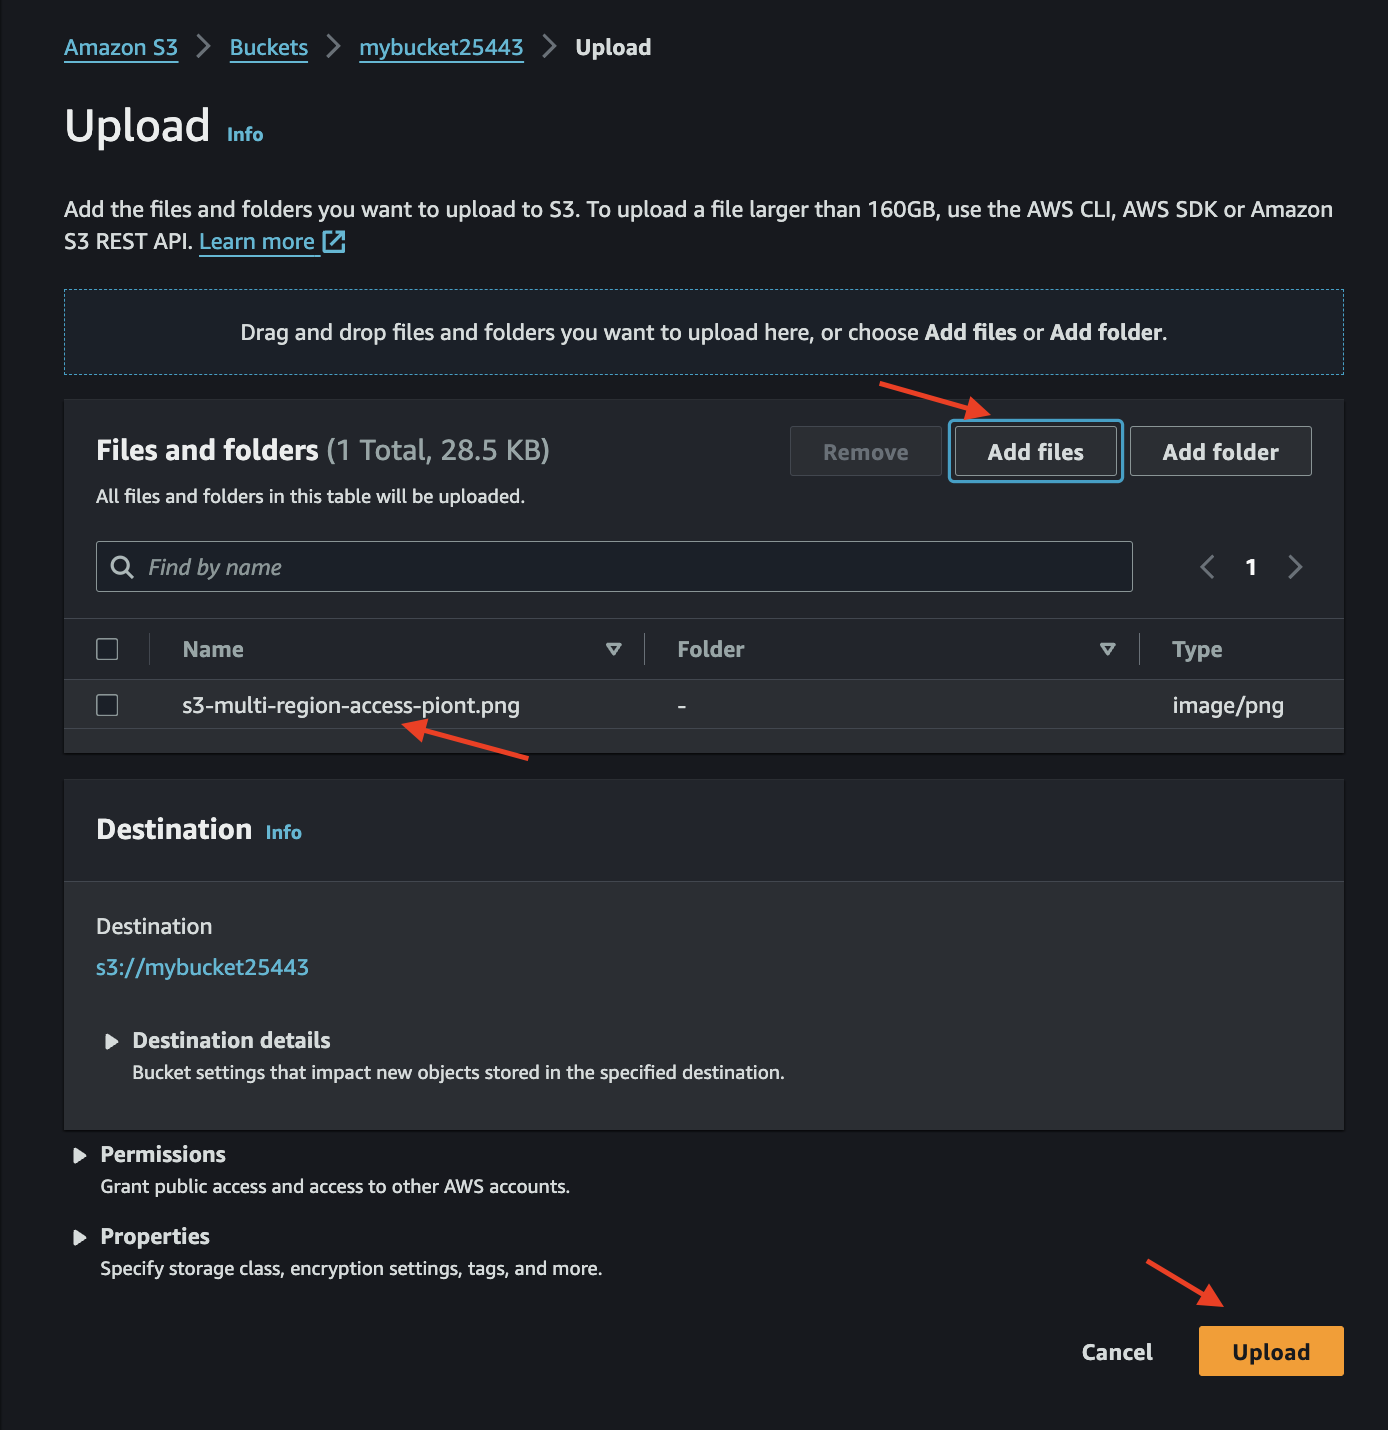 Amazon S3 > Buckets > mybucket25443 > Upload
Upload Info
Add the files and folders you want to upload to S3. To upload a file larger than 160GB, use the AWS CLI, AWS SDK or Amazon
S3 REST API. Learn more
Drag and drop files and folders you want to upload here, or choose Add files or Add folder.
Files and folders (1 Total, 28.5 KB)
Remove
Add files
Add folder
All files and folders in this table will be uploaded.
Find by name
1
Name Folder Type
s3-multi-region-access-piont.png - image/png
Destination Info
Destination
s3://mybucket25443
Destination details
Bucket settings that impact new objects stored in the specified destination.
Permissions
Grant public access and access to other AWS accounts.
Properties
Specify storage class, encryption settings, tags, and more.
Cancel Upload